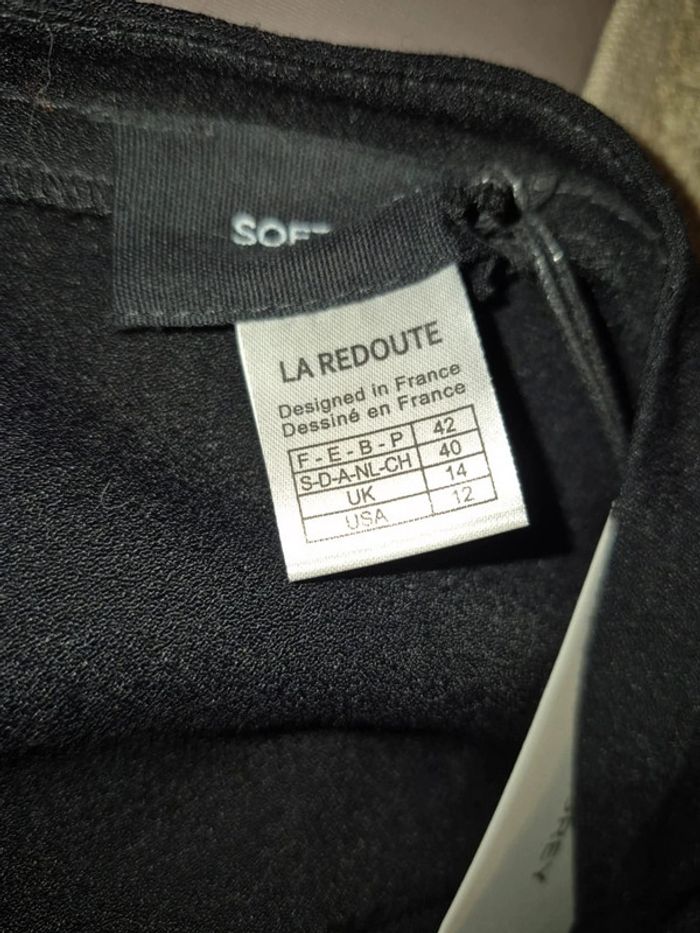 SOFT
LA REDOUTE
Designed in France
Dessiné en France
F - E - B - P 42
S-D-A-NL-CH 40
UK 14
USA 12